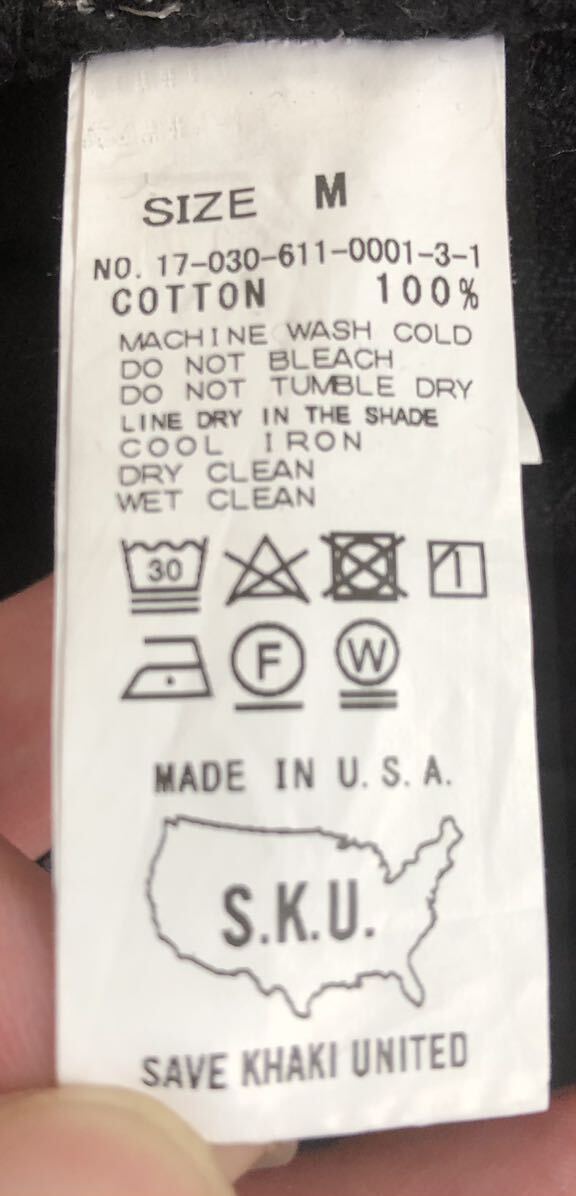 SIZE M
NO. 17-030-611-0001-3-1
COTTON 100%
MACHINE WASH COLD
DO NOT BLEACH
DO NOT TUMBLE DRY
LINE DRY IN THE SHADE
COOL IRON
DRY CLEAN
WET CLEAN
30
F W
MADE IN U.S.A.
S.K.U.
SAVE KHAKI UNITED